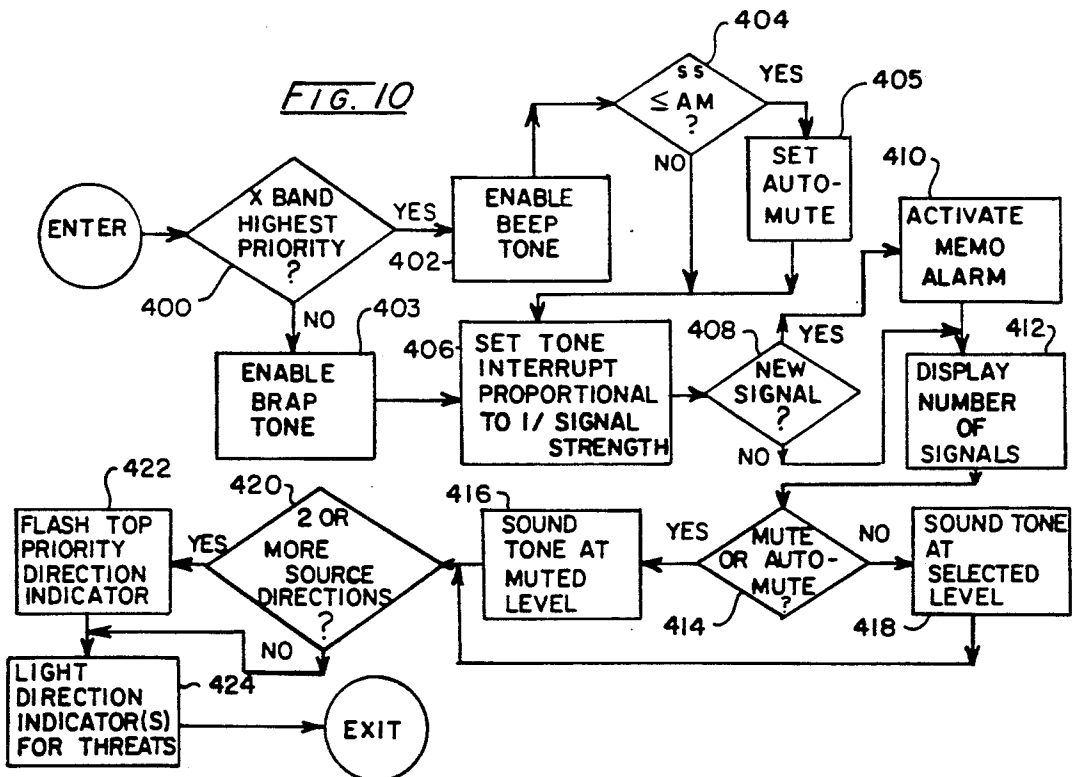 FIG. 10
ENTER
X BAND
HIGHEST
PRIORITY
?
400
YES
NO
402
ENABLE
BEEP
TONE
404
SS
≤ AM
?
YES
NO
405
SET
AUTO-
MUTE
403
ENABLE
BRAP
TONE
406
SET TONE
INTERRUPT
PROPORTIONAL
TO 1/ SIGNAL
STRENGTH
408
NEW
SIGNAL
?
YES
NO
410
ACTIVATE
MEMO
ALARM
412
DISPLAY
NUMBER
OF
SIGNALS
414
MUTE
OR AUTO-
MUTE
?
YES
NO
416
SOUND
TONE AT
MUTED
LEVEL
418
SOUND TONE
AT
SELECTED
LEVEL
420
2 OR
MORE
SOURCE
DIRECTIONS
?
YES
NO
422
FLASH TOP
PRIORITY
DIRECTION
INDICATOR
424
LIGHT
DIRECTION
INDICATOR(S)
FOR THREATS
EXIT